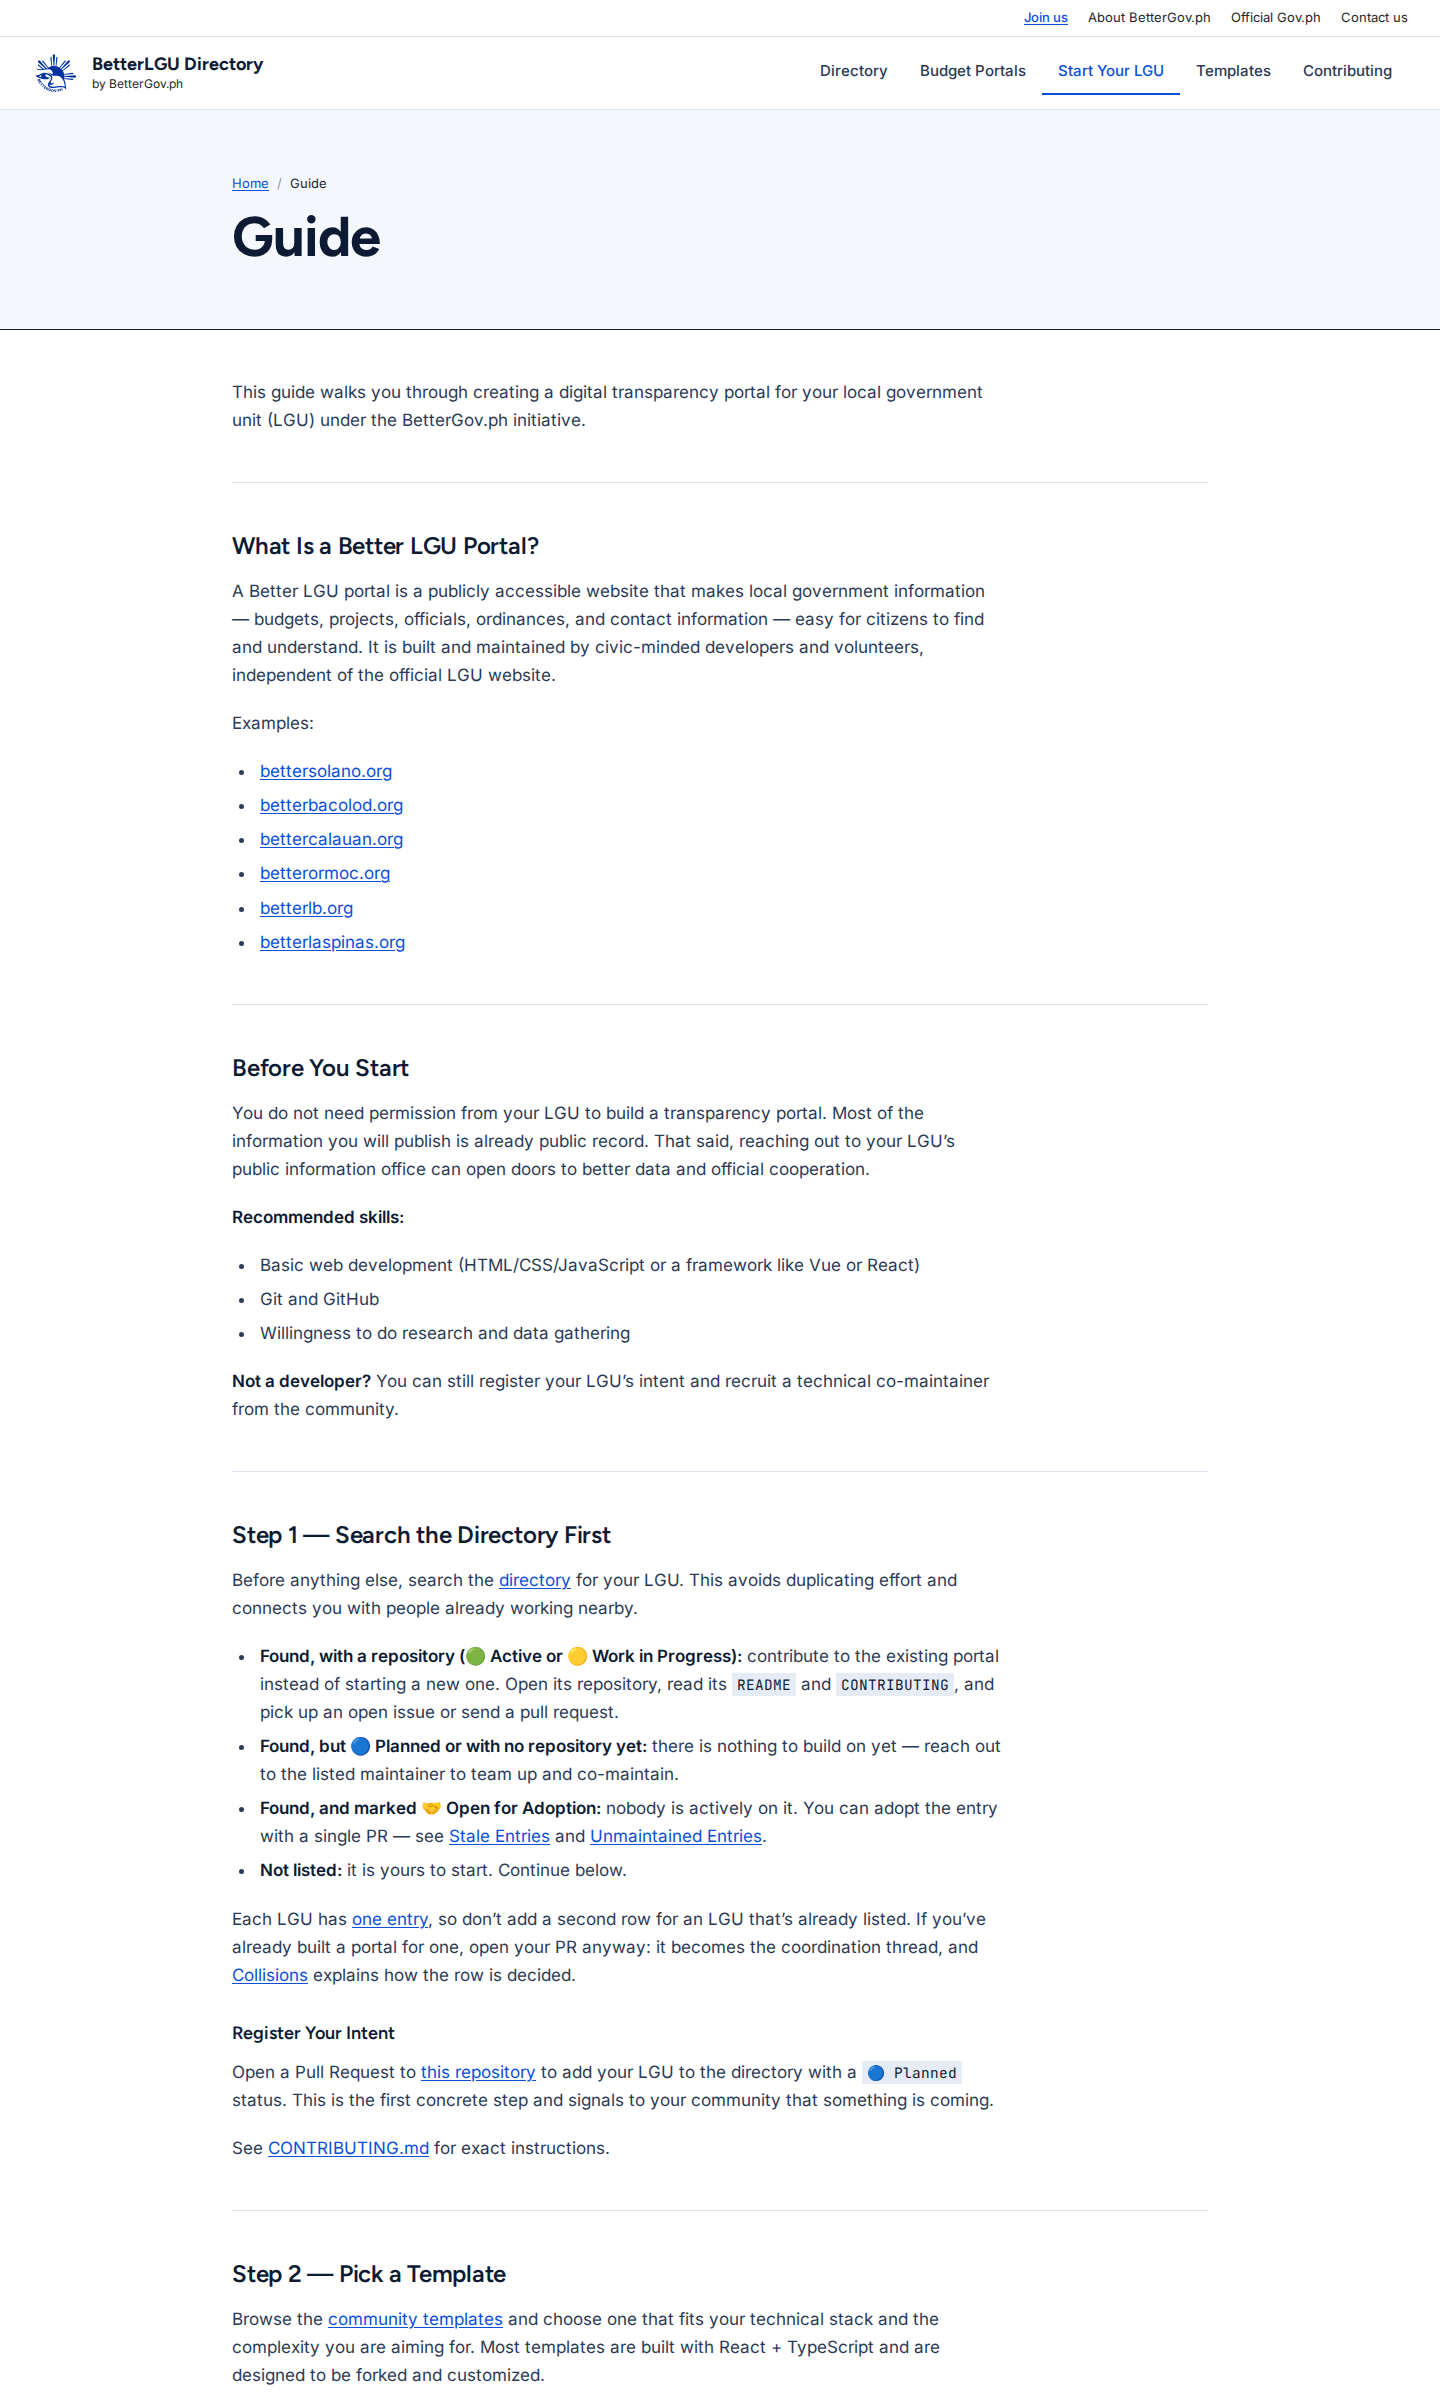 Join us About BetterGov.ph Official Gov.ph Contact us
BetterLGU Directory
by BetterGov.ph
Directory Budget Portals Start Your LGU Templates Contributing
Home / Guide
Guide
This guide walks you through creating a digital transparency portal for your local government
unit (LGU) under the BetterGov.ph initiative.
What Is a Better LGU Portal?
A Better LGU portal is a publicly accessible website that makes local government information
— budgets, projects, officials, ordinances, and contact information — easy for citizens to find
and understand. It is built and maintained by civic-minded developers and volunteers,
independent of the official LGU website.
Examples:
• bettersolano.org
• betterbacolod.org
• bettercalauan.org
• betterormoc.org
• betterlb.org
• betterlaspinas.org
Before You Start
You do not need permission from your LGU to build a transparency portal. Most of the
information you will publish is already public record. That said, reaching out to your LGU’s
public information office can open doors to better data and official cooperation.
Recommended skills:
• Basic web development (HTML/CSS/JavaScript or a framework like Vue or React)
• Git and GitHub
• Willingness to do research and data gathering
Not a developer? You can still register your LGU’s intent and recruit a technical co-maintainer
from the community.
Step 1 — Search the Directory First
Before anything else, search the directory for your LGU. This avoids duplicating effort and
connects you with people already working nearby.
• Found, with a repository (🟢 Active or 🟡 Work in Progress): contribute to the existing portal
instead of starting a new one. Open its repository, read its README and CONTRIBUTING, and
pick up an open issue or send a pull request.
• Found, but 🔵 Planned or with no repository yet: there is nothing to build on yet — reach out
to the listed maintainer to team up and co-maintain.
• Found, and marked 🤝 Open for Adoption: nobody is actively on it. You can adopt the entry
with a single PR — see Stale Entries and Unmaintained Entries.
• Not listed: it is yours to start. Continue below.
Each LGU has one entry, so don’t add a second row for an LGU that’s already listed. If you’ve
already built a portal for one, open your PR anyway: it becomes the coordination thread, and
Collisions explains how the row is decided.
Register Your Intent
Open a Pull Request to this repository to add your LGU to the directory with a 🔵 Planned
status. This is the first concrete step and signals to your community that something is coming.
See CONTRIBUTING.md for exact instructions.
Step 2 — Pick a Template
Browse the community templates and choose one that fits your technical stack and the
complexity you are aiming for. Most templates are built with React + TypeScript and are
designed to be forked and customized.